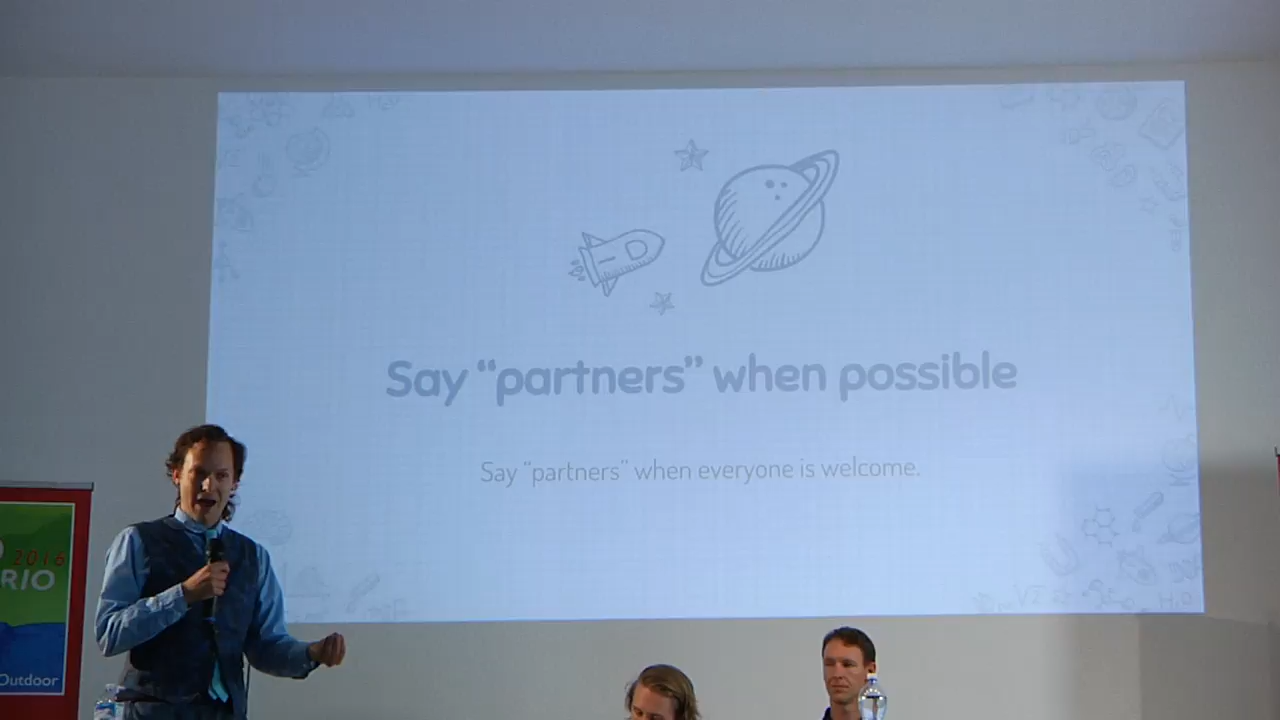 Say “partners” when possible
Say “partners” when everyone is welcome.
2016
RIO
Outdoor